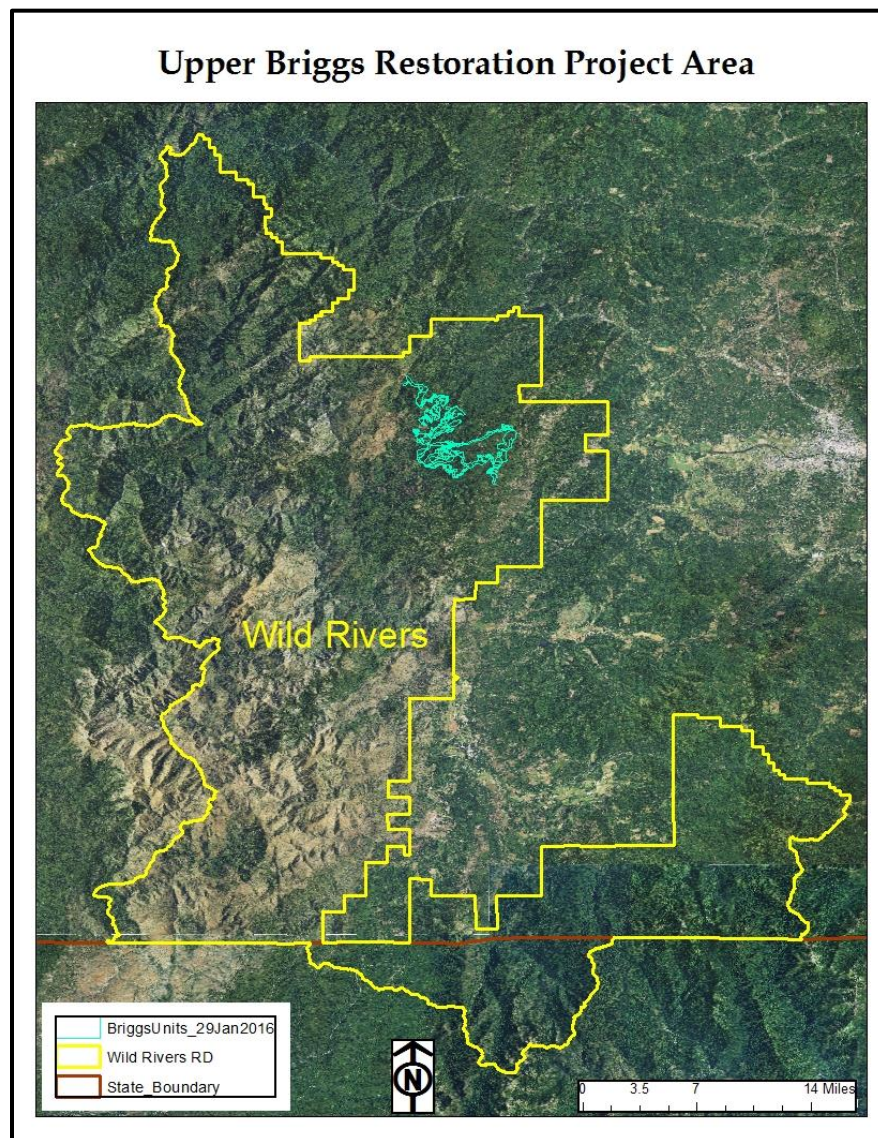 Upper Briggs Restoration Project Area
Wild Rivers
BriggsUnits_29Jan2016
Wild Rivers RD
State_Boundary
N
0 3.5 7 14 Miles